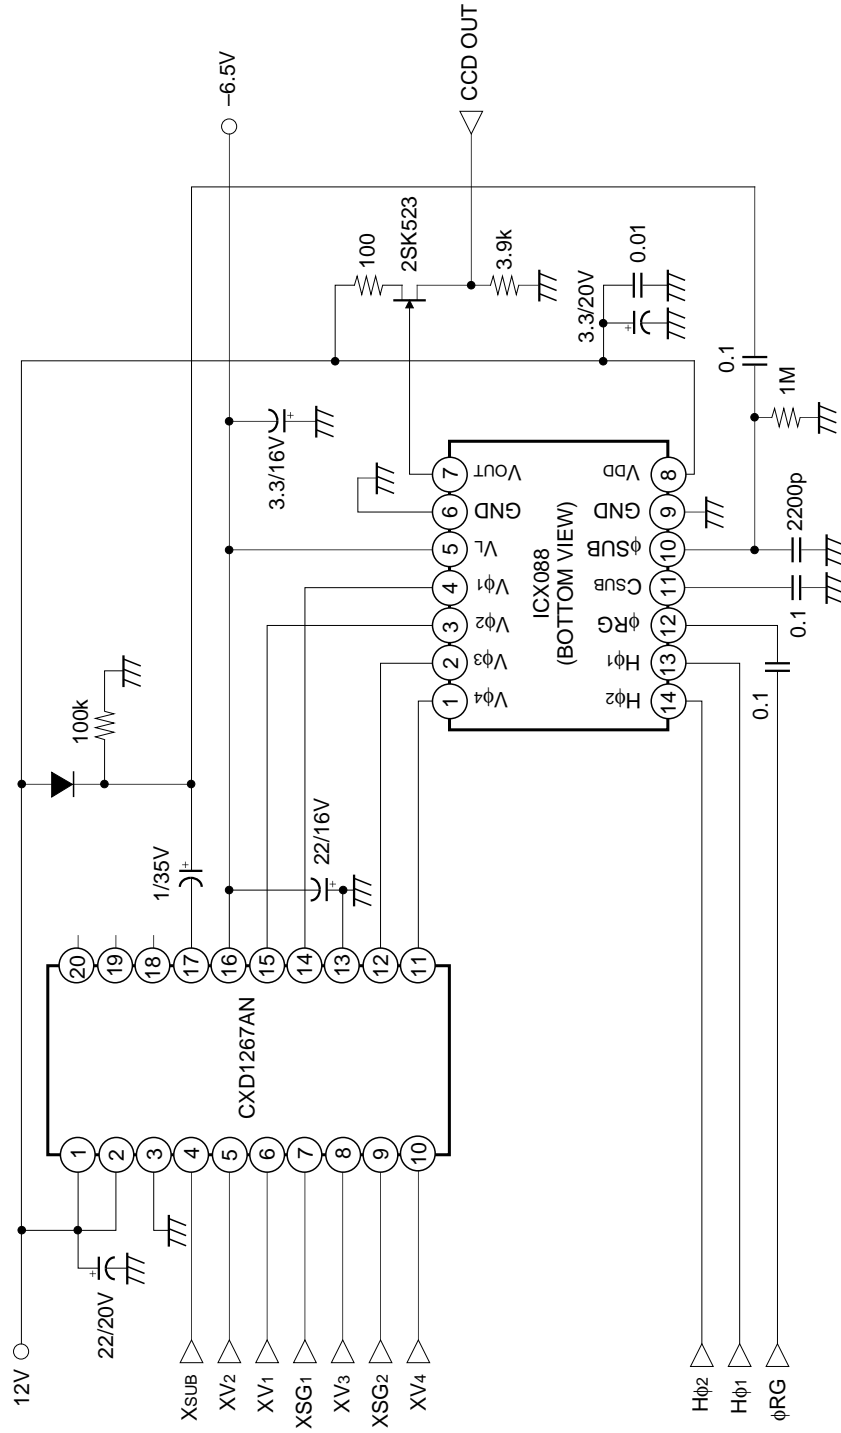 12V
22/20V
XSUB
XV2
XV1
XSG1
XV3
XSG2
XV4
Hφ2
Hφ1
φRG
1
2
3
4
5
6
7
8
9
10
CXD1267AN
20
19
18
17
16
15
14
13
12
11
1/35V
+
100k
22/16V
+
+
–6.5V
3.3/16V
+
100
2SK523
CCD OUT
3.9k
3.3/20V
+
0.01
1
2
3
4
5
6
7
Vφ4
Vφ3
Vφ2
Vφ1
VL
GND
VOUT
ICX088
(BOTTOM VIEW)
Hφ2
Hφ1
φRG
CSUB
φSUB
GND
VDD
14
13
12
11
10
9
8
0.1
0.1
2200p
1M
0.1